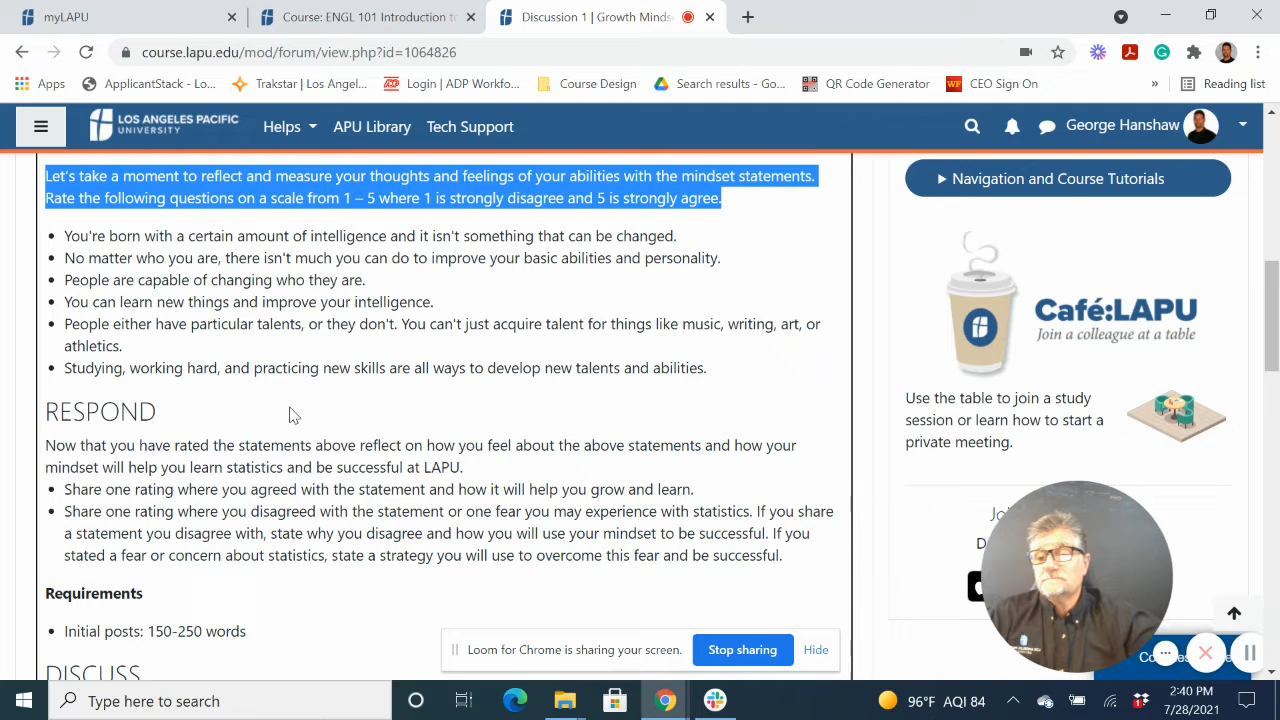 myLAPU
Course: ENGL 101 Introduction to
Discussion 1 | Growth Minds
course.lapu.edu/mod/forum/view.php?id=1064826
Apps
ApplicantStack - Lo...
Trakstar | Los Angel...
Login | ADP Workfo...
Course Design
Search results - Go...
QR Code Generator
WF
CEO Sign On
»
Reading list
LOS ANGELES PACIFIC
UNIVERSITY
Helps
APU Library
Tech Support
George Hanshaw
Let's take a moment to reflect and measure your thoughts and feelings of your abilities with the mindset statements.
Rate the following questions on a scale from 1 – 5 where 1 is strongly disagree and 5 is strongly agree.
• You're born with a certain amount of intelligence and it isn't something that can be changed.
• No matter who you are, there isn't much you can do to improve your basic abilities and personality.
• People are capable of changing who they are.
• You can learn new things and improve your intelligence.
• People either have particular talents, or they don't. You can't just acquire talent for things like music, writing, art, or
athletics.
• Studying, working hard, and practicing new skills are all ways to develop new talents and abilities.
RESPOND
Now that you have rated the statements above reflect on how you feel about the above statements and how your
mindset will help you learn statistics and be successful at LAPU.
• Share one rating where you agreed with the statement and how it will help you grow and learn.
• Share one rating where you disagreed with the statement or one fear you may experience with statistics. If you share
a statement you disagree with, state why you disagree and how you will use your mindset to be successful. If you
stated a fear or concern about statistics, state a strategy you will use to overcome this fear and be successful.
Requirements
• Initial posts: 150-250 words
DISCUSS
Navigation and Course Tutorials
Café:LAPU
Join a colleague at a table
Use the table to join a study
session or learn how to start a
private meeting.
Loom for Chrome is sharing your screen.
Stop sharing
Hide
Type here to search
96°F AQI 84
2:40 PM
7/28/2021